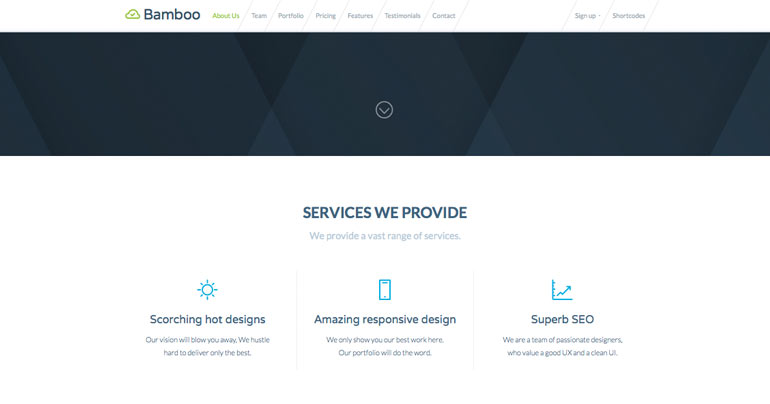 Bamboo About Us Team Portfolio Pricing Features Testimonials Contact Sign up Shortcodes
SERVICES WE PROVIDE
We provide a vast range of services.
Scorching hot designs
Our vision will blow you away, We hustle
hard to deliver only the best.
Amazing responsive design
We only show you our best work here.
Our portfolio will do the word.
Superb SEO
We are a team of passionate designers,
who value a good UX and a clean UI.